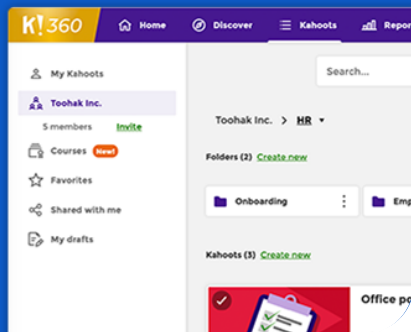 K! 360 Home Discover Kahoots Repor
Search...
My Kahoots
Toohak Inc.
5 members Invite
Toohak Inc. > HR
Courses New!
Folders (2) Create new
Favorites
Onboarding Emp
Shared with me
My drafts
Kahoots (3) Create new
Office po